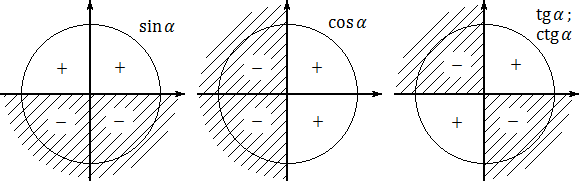 sin α
+ +
– –
cos α
– +
– +
tg α ;
ctg α
– +
+ –